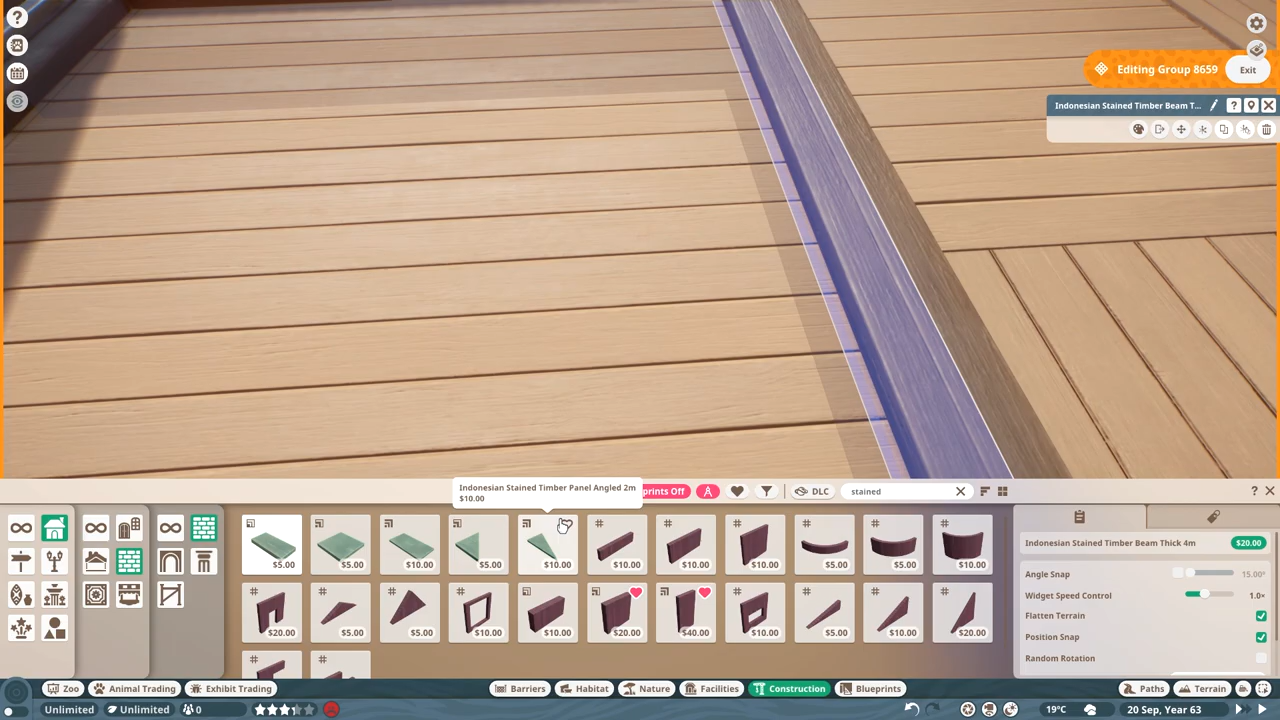 Editing Group 8659
Exit
Indonesian Stained Timber Beam T...
Indonesian Stained Timber Panel Angled 2m
$10.00
prints Off
DLC
stained
$5.00
$5.00
$10.00
$5.00
$10.00
$10.00
$10.00
$10.00
$5.00
$5.00
$10.00
$20.00
$5.00
$5.00
$10.00
$10.00
$20.00
$40.00
$10.00
$5.00
$10.00
$20.00
Indonesian Stained Timber Beam Thick 4m
$20.00
Angle Snap
15.00°
Widget Speed Control
1.0×
Flatten Terrain
Position Snap
Random Rotation
Zoo
Animal Trading
Exhibit Trading
Barriers
Habitat
Nature
Facilities
Construction
Blueprints
Paths
Terrain
Unlimited
Unlimited
0
19°C
20 Sep, Year 63